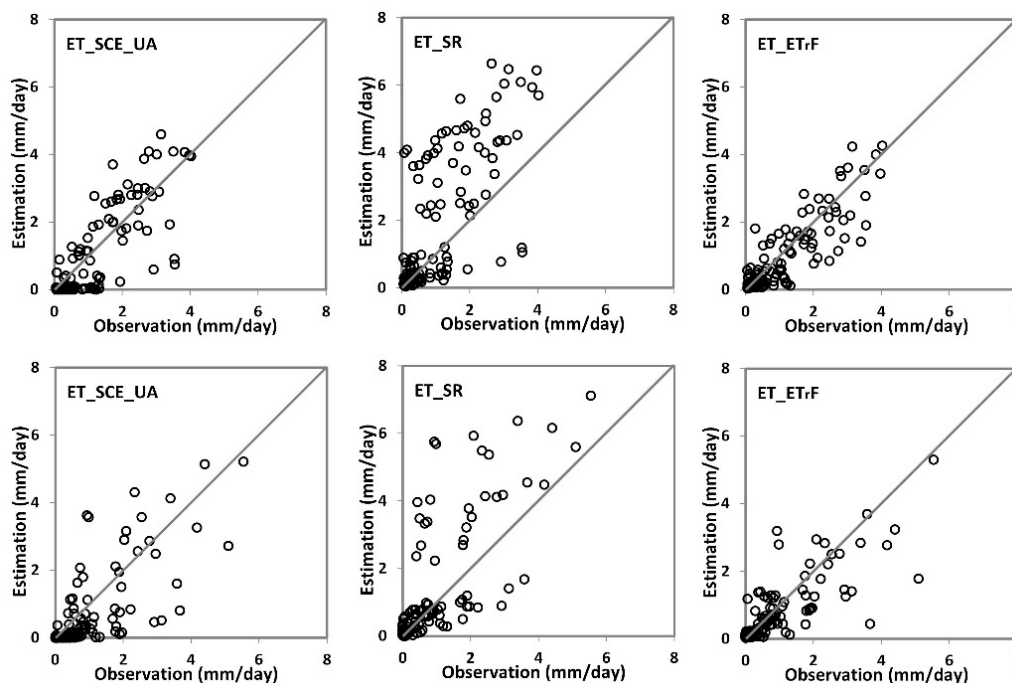 8
6
4
2
0
ET_SCE_UA
Estimation (mm/day)
0 2 4 6 8
Observation (mm/day)
8
6
4
2
0
ET_SR
Estimation (mm/day)
0 2 4 6 8
Observation (mm/day)
8
6
4
2
0
ET_ETrF
Estimation (mm/day)
0 2 4 6 8
Observation (mm/day)
8
6
4
2
0
ET_SCE_UA
Estimation (mm/day)
0 2 4 6 8
Observation (mm/day)
8
6
4
2
0
ET_SR
Estimation (mm/day)
0 2 4 6 8
Observation (mm/day)
8
6
4
2
0
ET_ETrF
Estimation (mm/day)
0 2 4 6 8
Observation (mm/day)